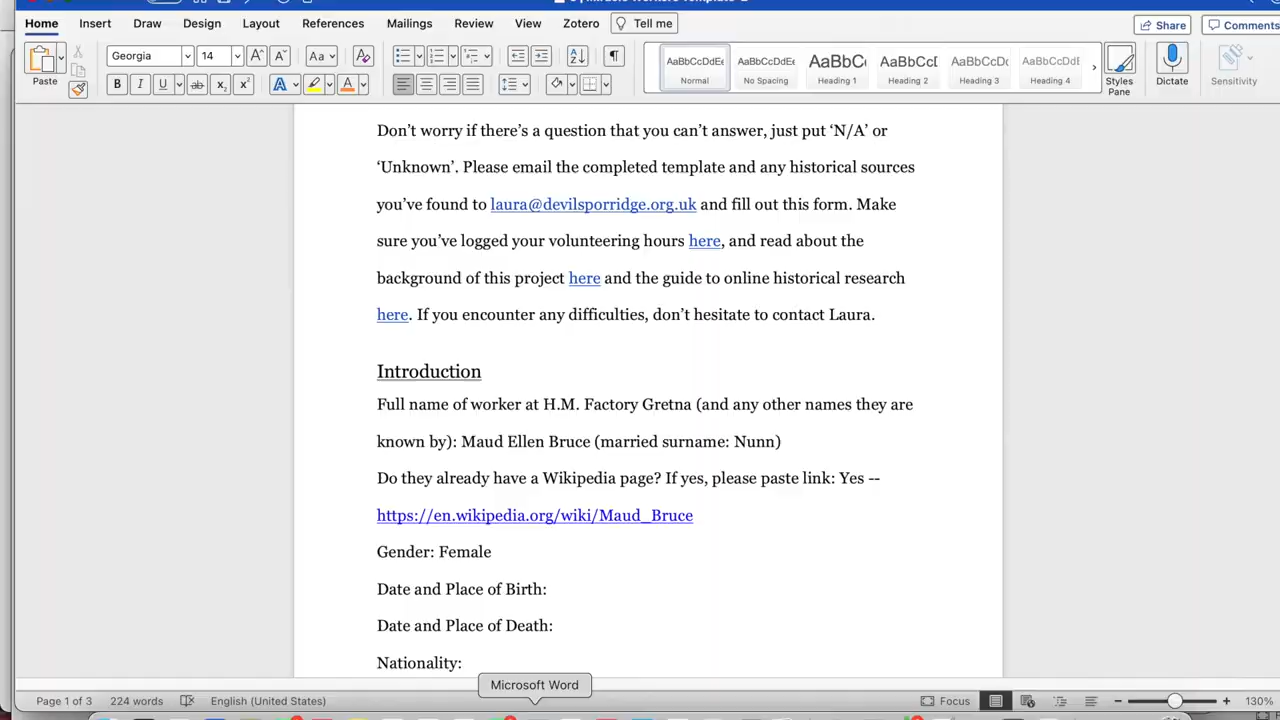 Home Insert Draw Design Layout References Mailings Review View Zotero Tell me Share Comments
Georgia 14 Aa
Paste
B I U ab x2 x2 A A
AaBbCcDdEe AaBbCcDdEe AaBbC AaBbCcD AaBbCcDc AaBbCcDdE
Normal No Spacing Heading 1 Heading 2 Heading 3 Heading 4
Styles Pane
Dictate
Sensitivity
Don't worry if there's a question that you can't answer, just put 'N/A' or
'Unknown'. Please email the completed template and any historical sources
you've found to laura@devilsporridge.org.uk and fill out this form. Make
sure you've logged your volunteering hours here, and read about the
background of this project here and the guide to online historical research
here. If you encounter any difficulties, don't hesitate to contact Laura.
Introduction
Full name of worker at H.M. Factory Gretna (and any other names they are
known by): Maud Ellen Bruce (married surname: Nunn)
Do they already have a Wikipedia page? If yes, please paste link: Yes --
https://en.wikipedia.org/wiki/Maud_Bruce
Gender: Female
Date and Place of Birth:
Date and Place of Death:
Nationality:
Microsoft Word
Page 1 of 3 224 words English (United States) Focus 130%